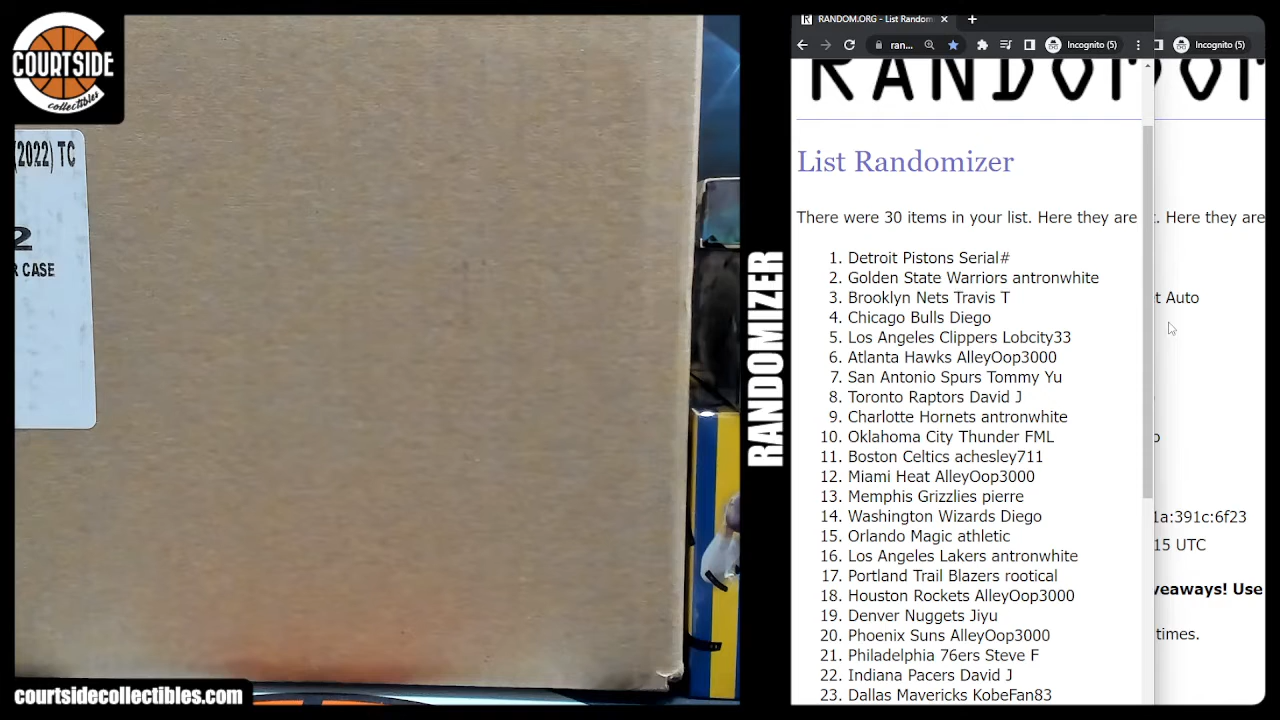 COURTSIDE
collectibles
(2022) TC
2
R CASE
courtsidecollectibles.com
RANDOMIZER
RANDOM.ORG - List Random
ran...
Incognito (5)
Incognito (5)
RANDOM
List Randomizer
There were 30 items in your list. Here they are
t. Here they are
1. Detroit Pistons Serial#
2. Golden State Warriors antronwhite
3. Brooklyn Nets Travis T
t Auto
4. Chicago Bulls Diego
5. Los Angeles Clippers Lobcity33
6. Atlanta Hawks AlleyOop3000
7. San Antonio Spurs Tommy Yu
8. Toronto Raptors David J
9. Charlotte Hornets antronwhite
10. Oklahoma City Thunder FML
11. Boston Celtics achesley711
12. Miami Heat AlleyOop3000
13. Memphis Grizzlies pierre
14. Washington Wizards Diego
1a:391c:6f23
15. Orlando Magic athletic
15 UTC
16. Los Angeles Lakers antronwhite
17. Portland Trail Blazers rootical
18. Houston Rockets AlleyOop3000
veaways! Use
19. Denver Nuggets Jiyu
20. Phoenix Suns AlleyOop3000
times.
21. Philadelphia 76ers Steve F
22. Indiana Pacers David J
23. Dallas Mavericks KobeFan83